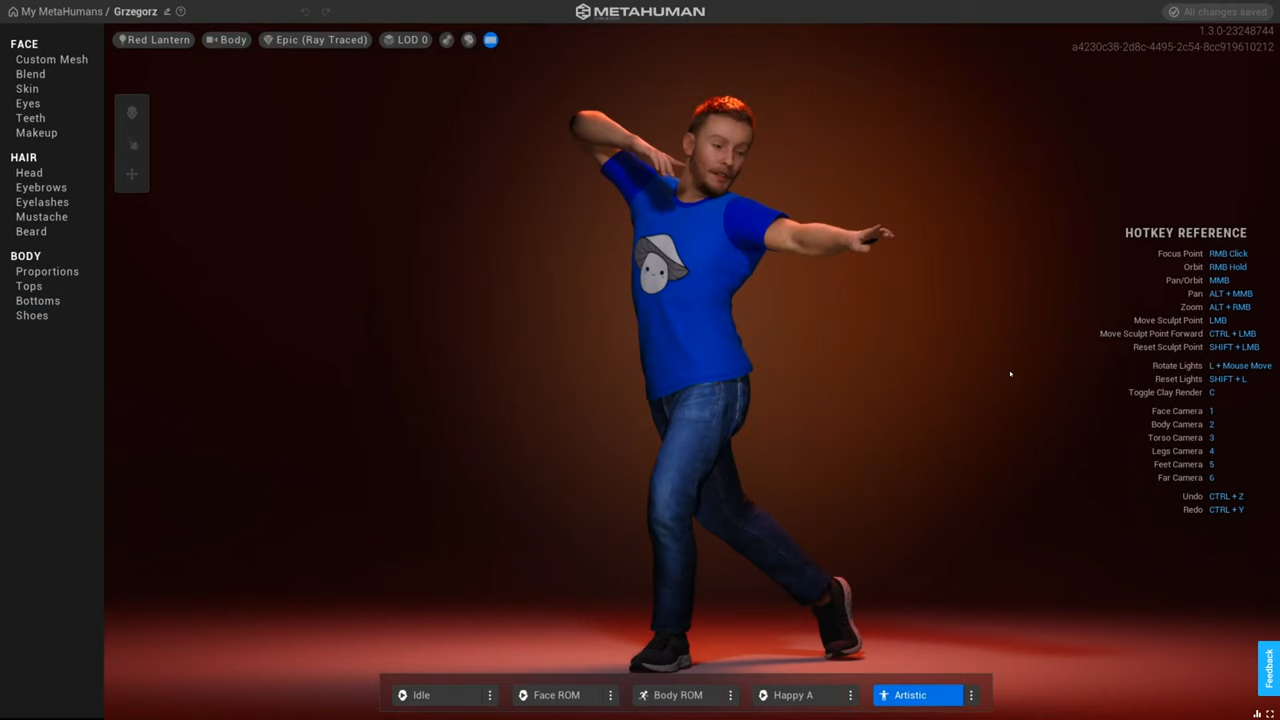 My MetaHumans / Grzegorz
METAHUMAN
All changes saved
1.3.0-23248744
a4230c38-2d8c-4495-2c54-8cc919610212
Red Lantern
Body
Epic (Ray Traced)
LOD 0
FACE
Custom Mesh
Blend
Skin
Eyes
Teeth
Makeup
HAIR
Head
Eyebrows
Eyelashes
Mustache
Beard
BODY
Proportions
Tops
Bottoms
Shoes
HOTKEY REFERENCE
Focus Point RMB Click
Orbit RMB Hold
Pan/Orbit MMB
Pan ALT + MMB
Zoom ALT + RMB
Move Sculpt Point LMB
Move Sculpt Point Forward CTRL + LMB
Reset Sculpt Point SHIFT + LMB
Rotate Lights L + Mouse Move
Reset Lights SHIFT + L
Toggle Clay Render C
Face Camera 1
Body Camera 2
Torso Camera 3
Legs Camera 4
Feet Camera 5
Far Camera 6
Undo CTRL + Z
Redo CTRL + Y
Feedback
Idle
Face ROM
Body ROM
Happy A
Artistic